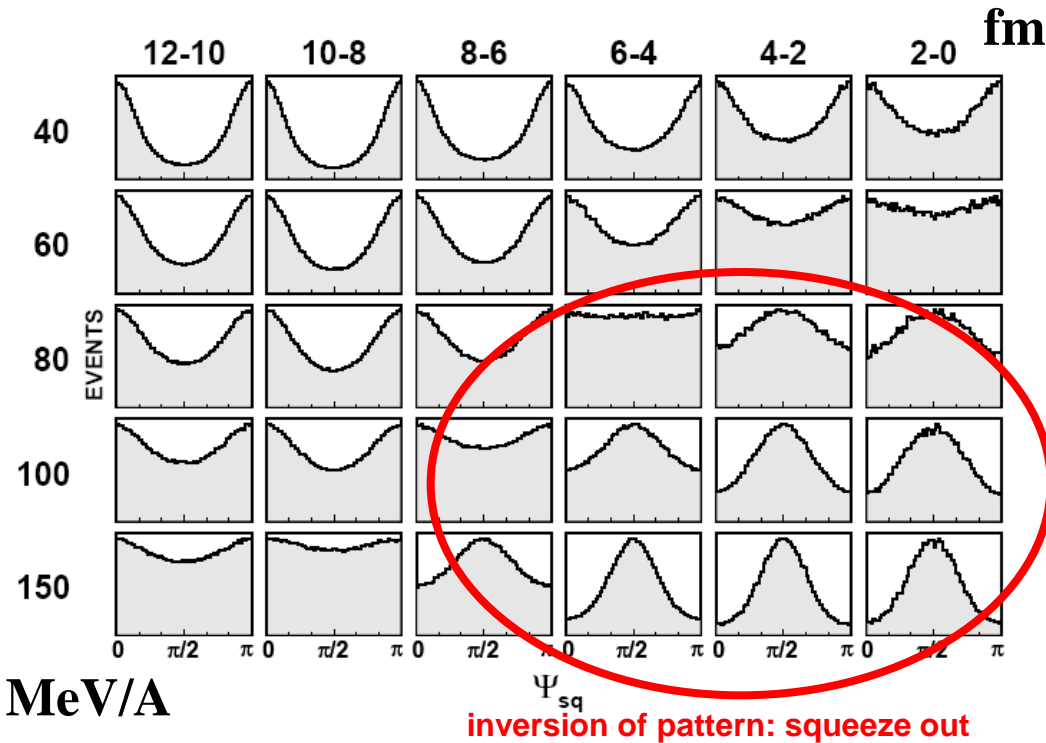 fm
12-10 10-8 8-6 6-4 4-2 2-0
40
60
80
100
150
EVENTS
0 π/2 π 0 π/2 π 0 π/2 π 0 π/2 π 0 π/2 π 0 π/2 π
Ψsq
MeV/A
inversion of pattern: squeeze out